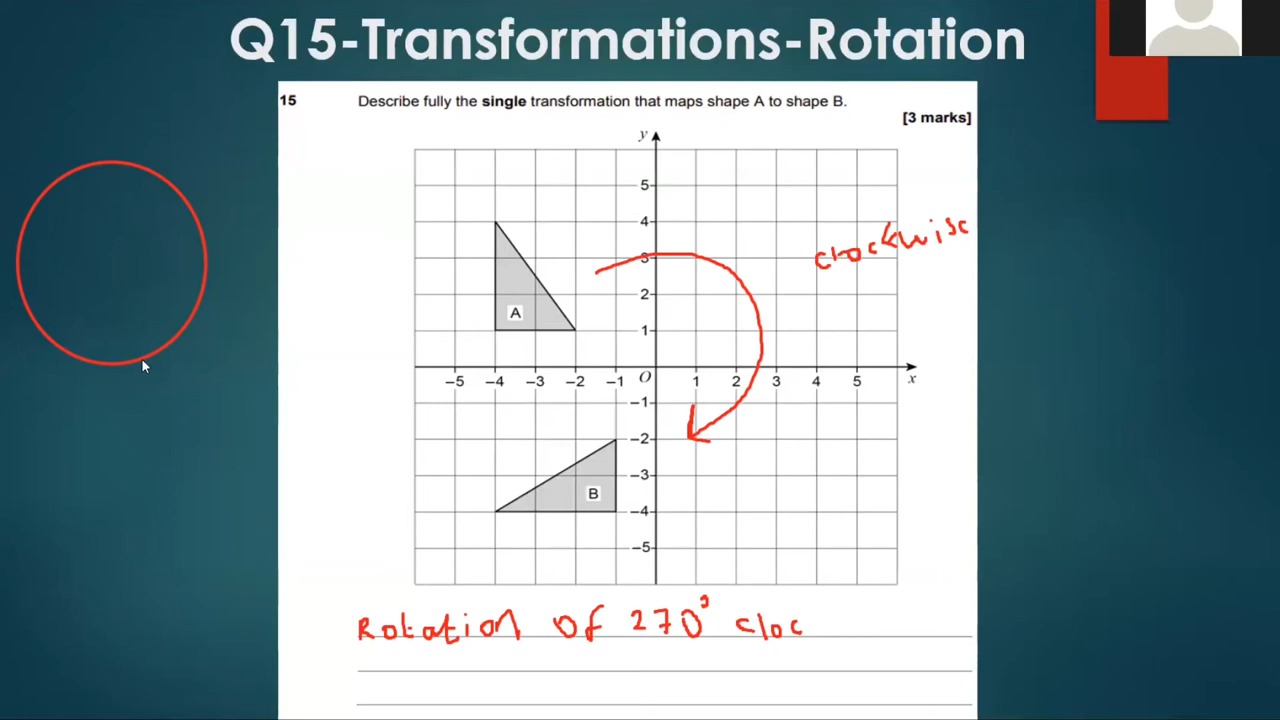 Q15-Transformations-Rotation
15 Describe fully the single transformation that maps shape A to shape B.
[3 marks]
y
5
4
3
2
1
O
-5 -4 -3 -2 -1 1 2 3 4 5 x
-1
-2
-3
-4
-5
A
B
clockwise
Rotation of 270° cloc